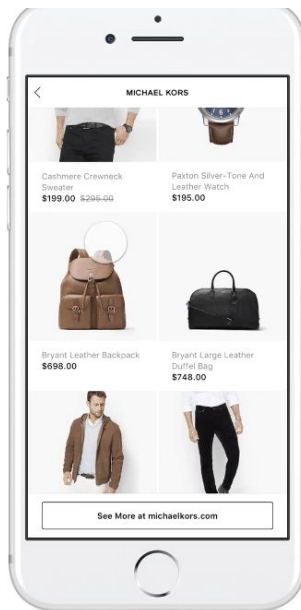 MICHAEL KORS
Cashmere Crewneck
Sweater
$199.00 $295.00
Paxton Silver-Tone And
Leather Watch
$195.00
Bryant Leather Backpack
$698.00
Bryant Large Leather
Duffel Bag
$748.00
See More at michaelkors.com